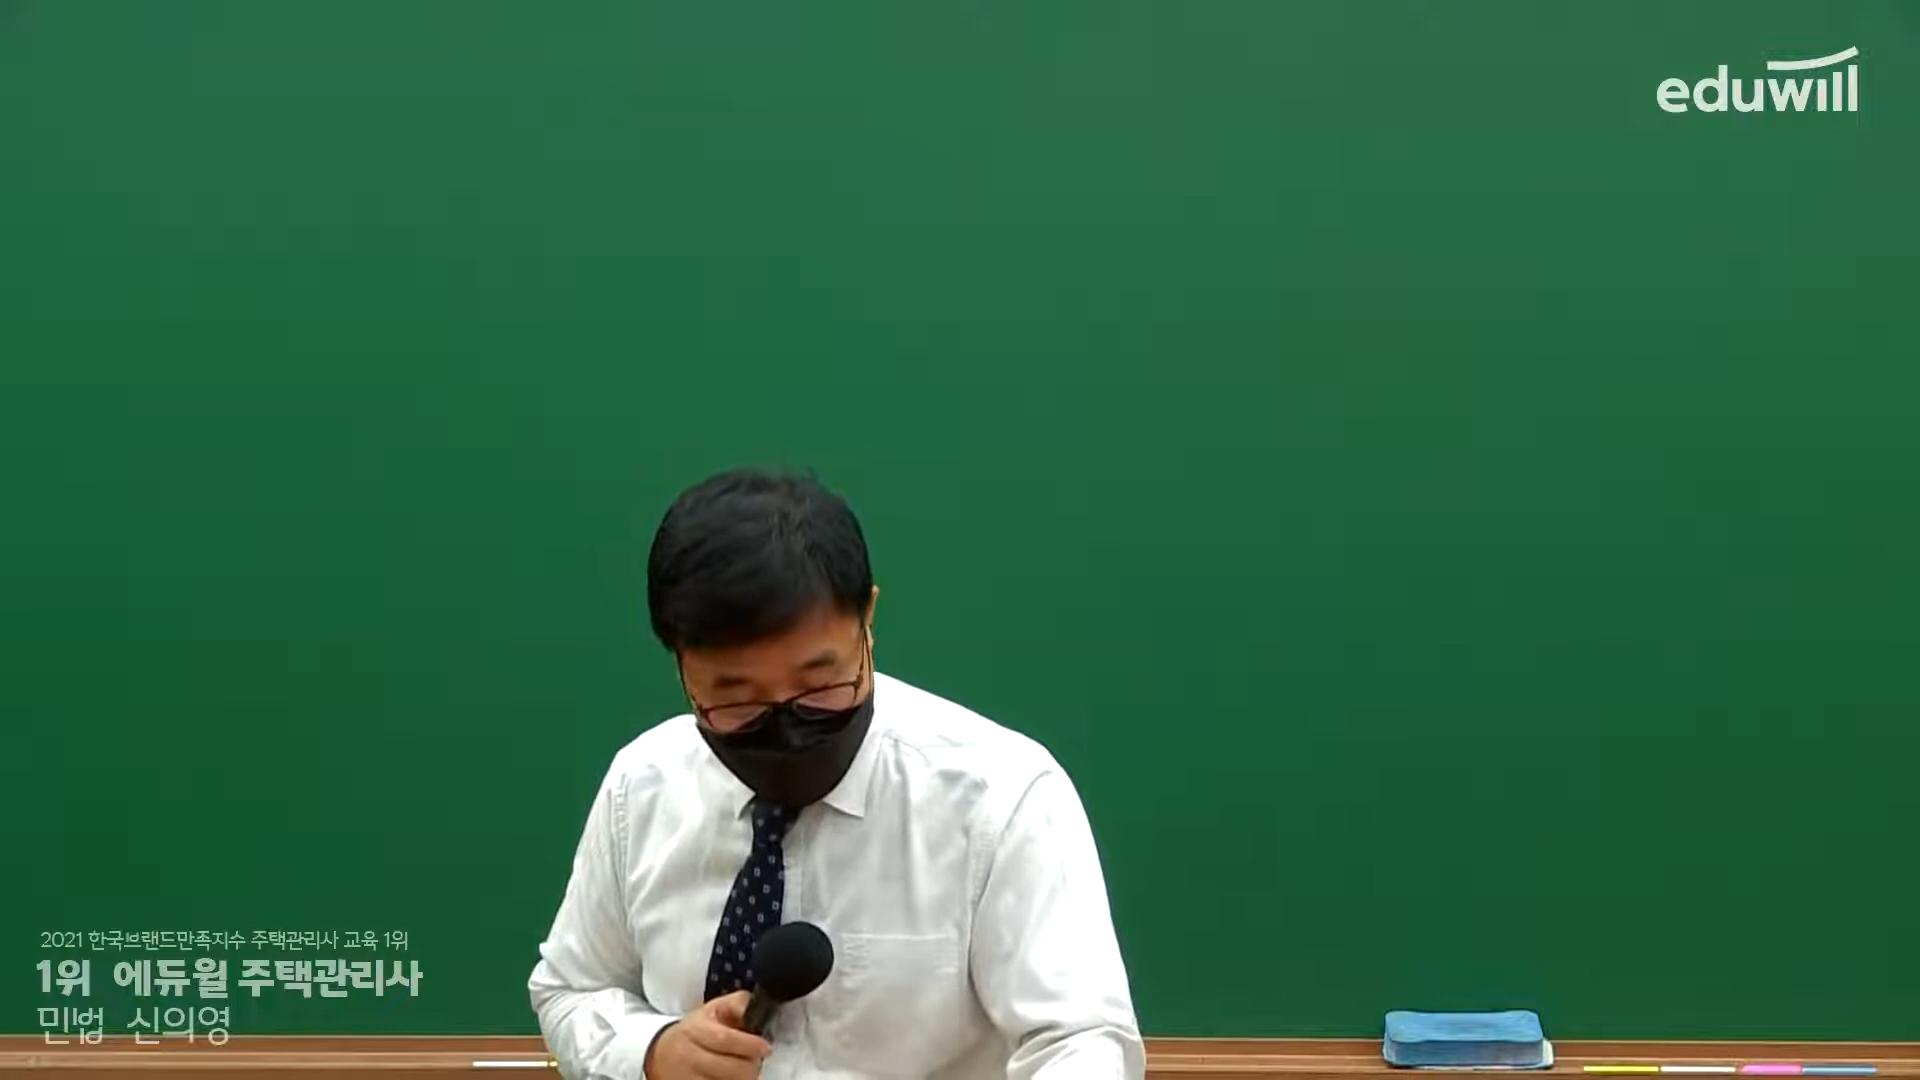 eduwill
2021 한국브랜드만족지수 주택관리사 교육 1위
1위 에듀윌 주택관리사
민법 신의영